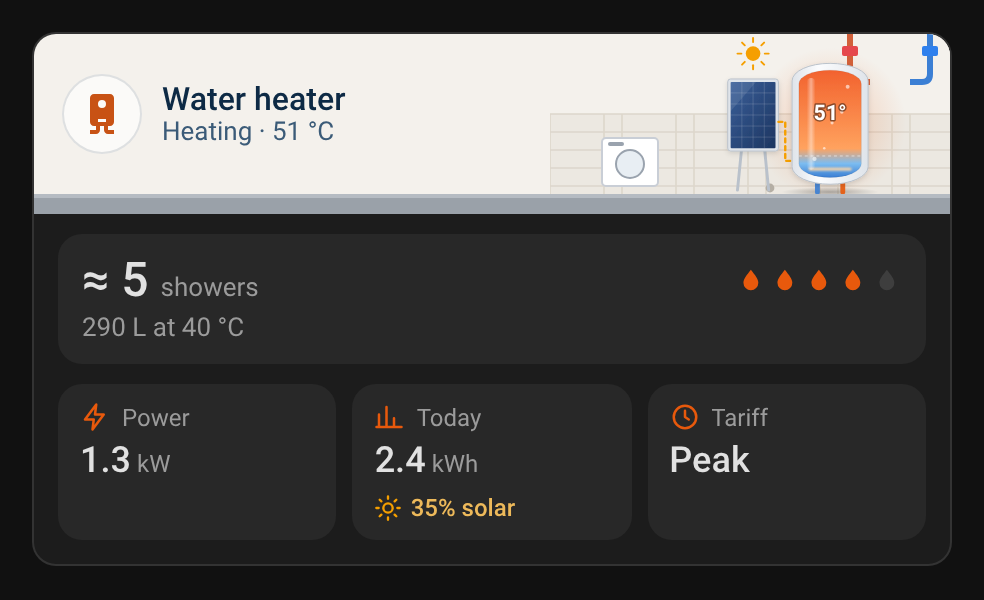 Water heater
Heating · 51 °C
51°
≈ 5 showers
290 L at 40 °C
Power
1.3 kW
Today
2.4 kWh
35% solar
Tariff
Peak